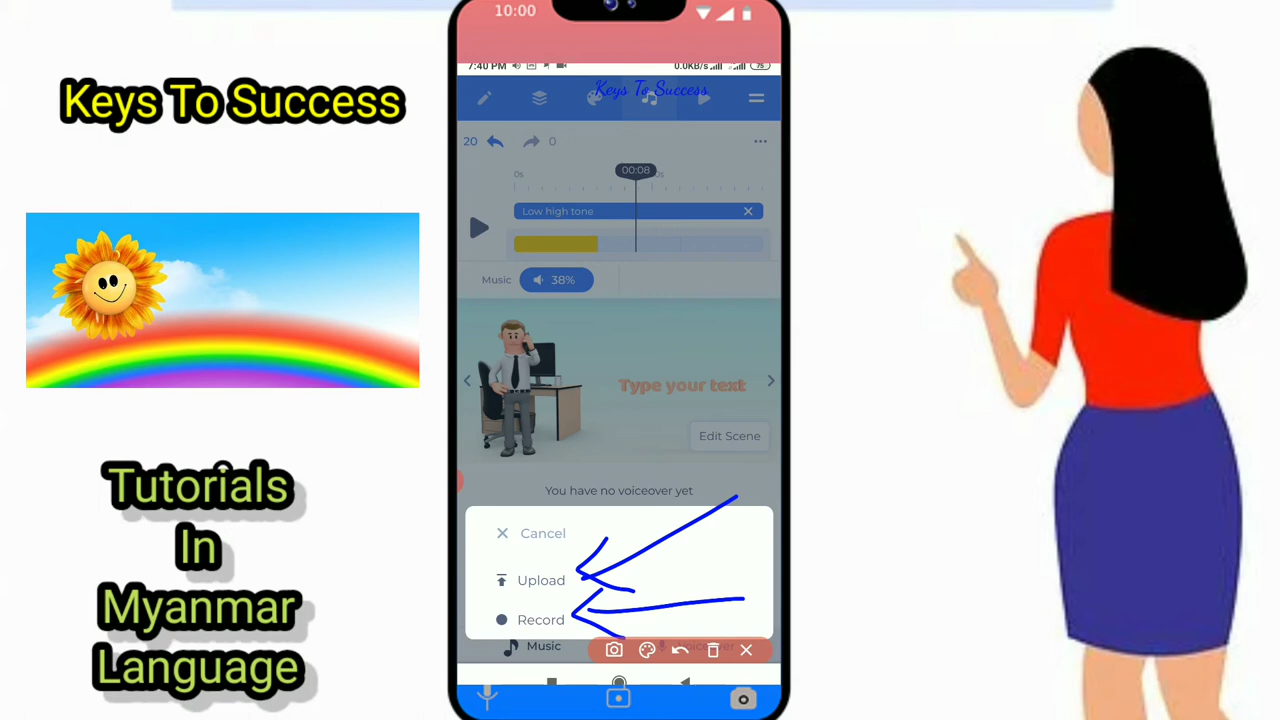 10:00
Keys To Success
7:40 PM
0.0KB/s
75
Keys To Success
20
0
00:08
0s
Low high tone
Music
38%
Type your text
Edit Scene
You have no voiceover yet
Cancel
Upload
Record
Music
Tutorials
In
Myanmar
Language